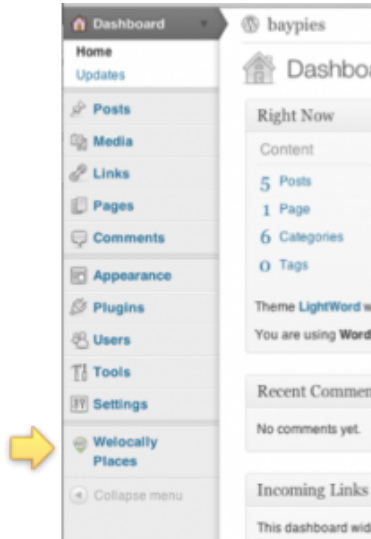 Dashboard
Home
Updates
Posts
Media
Links
Pages
Comments
Appearance
Plugins
Users
Tools
Settings
Welocally
Places
Collapse menu
baypies
Dashboa
Right Now
Content
5 Posts
1 Page
6 Categories
0 Tags
Theme LightWord w
You are using Word
Recent Commen
No comments yet.
Incoming Links
This dashboard wid